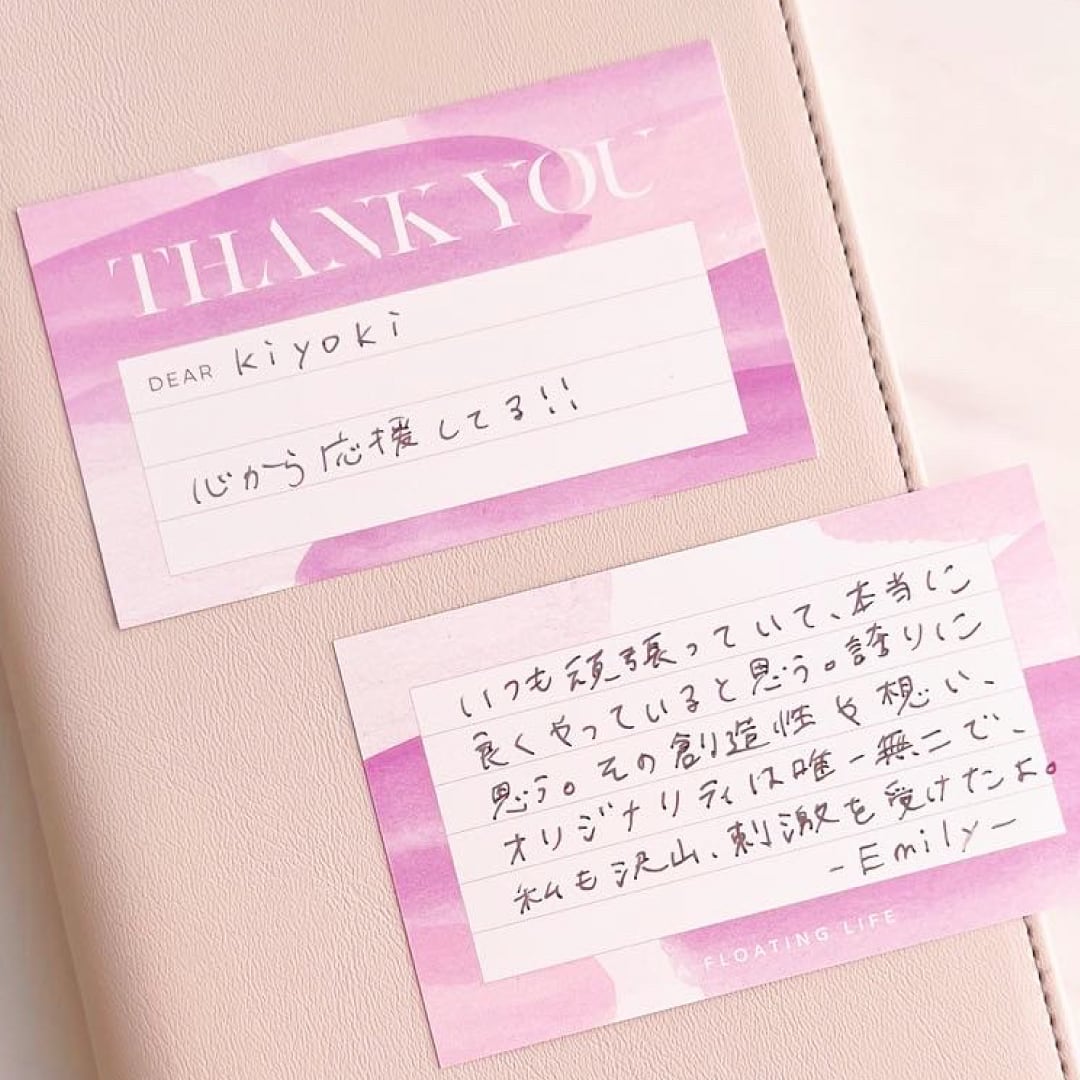 THANK YOU
DEAR kiyoki
心から応援してる!!
いつも頑張っていて、本当に
良くやっていると思う。誇りに
思う。その創造性や想い、
オリジナリティは唯一無二で、
私も沢山、刺激を受けたよ。
-Emily-
FLOATING LIFE